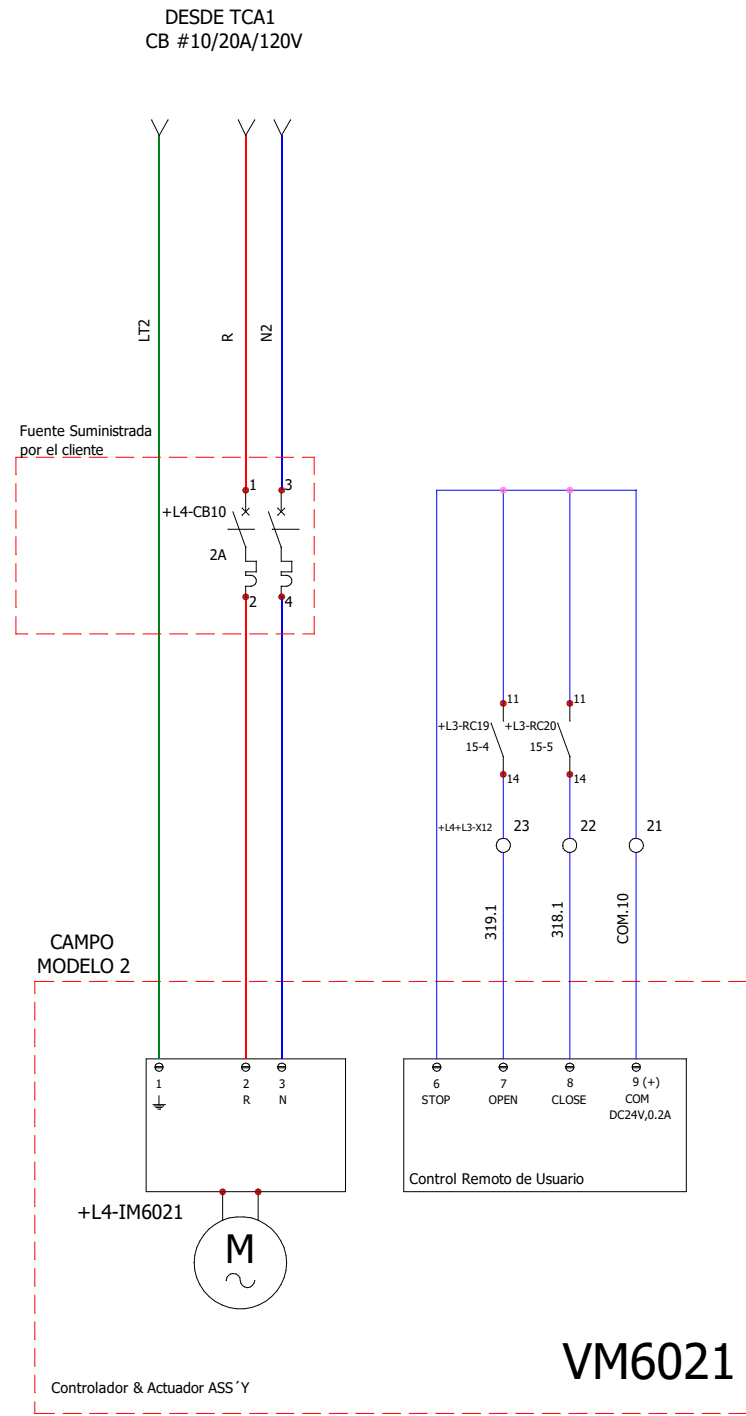 DESDE TCA1
CB #10/20A/120V
LT2
R
N2
Fuente Suministrada
por el cliente
1
3
+L4-CB10
2A
2
4
11
11
+L3-RC19
+L3-RC20
15-4
15-5
14
14
+L4+L3-X12
23
22
21
319.1
318.1
COM.10
CAMPO
MODELO 2
1
2
3
R
N
6
7
8
9 (+)
STOP
OPEN
CLOSE
COM
DC24V,0.2A
Control Remoto de Usuario
+L4-IM6021
M
VM6021
Controlador & Actuador ASS´Y